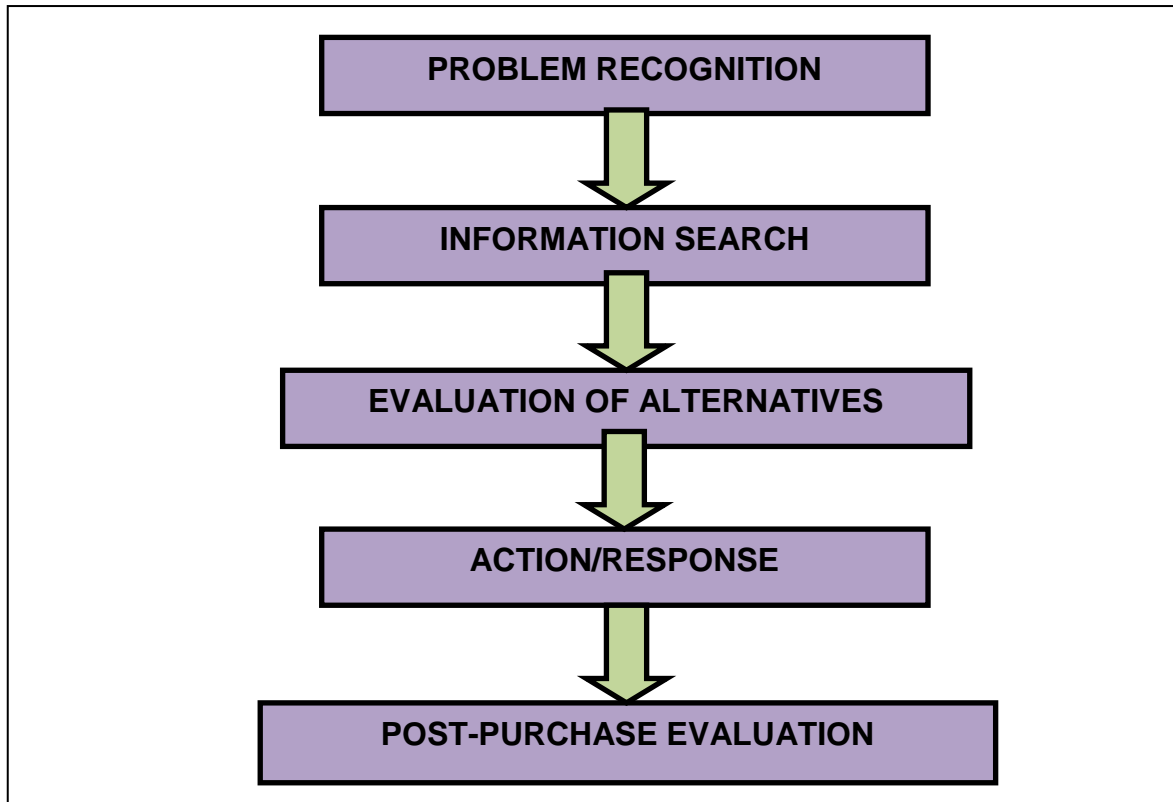 PROBLEM RECOGNITION
INFORMATION SEARCH
EVALUATION OF ALTERNATIVES
ACTION/RESPONSE
POST-PURCHASE EVALUATION